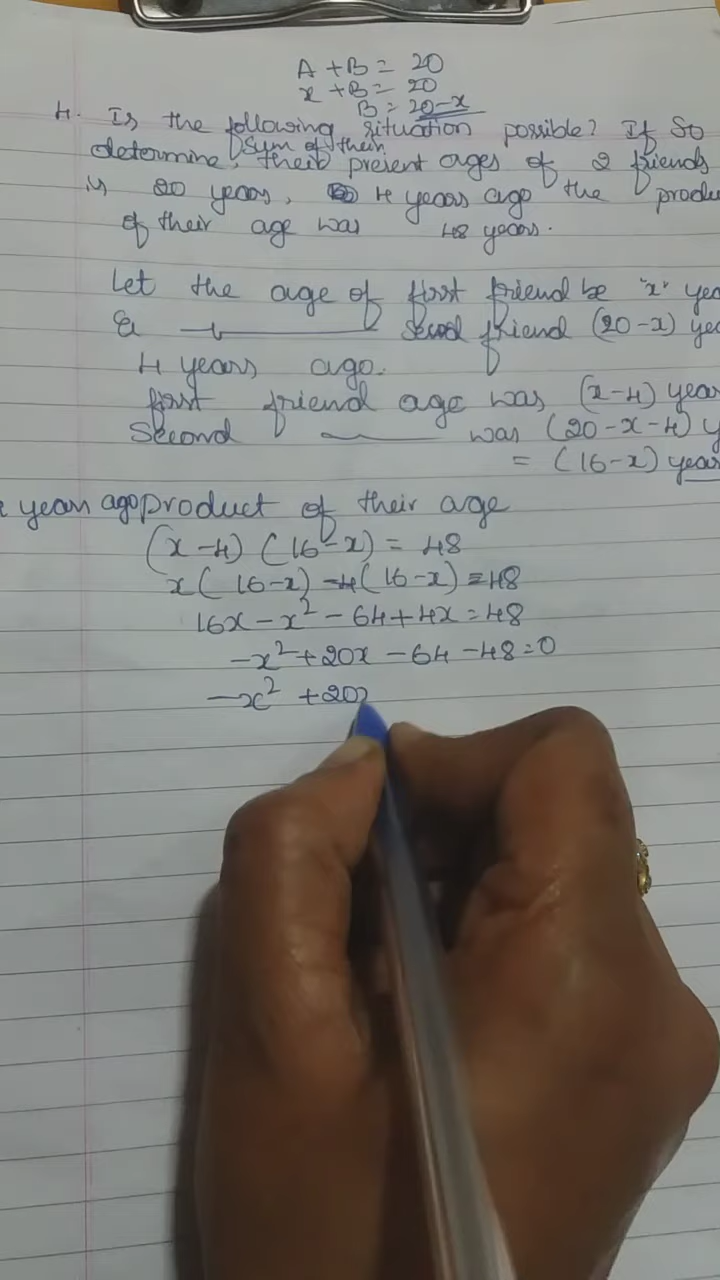 A + B = 20
x + B = 20
B = 20 - x
4. Is the following situation possible? If so
Sum of their
determine, their present ages of 2 friends
is 20 years, 4 years ago the produ
of their age was 48 years.
Let the age of first friend be "x" yea
& second friend (20-x) yea
4 years ago.
first friend age was (x-4) year
Second was (20-x-4) y
= (16-x) years
years ago product of their age
(x-4) (16-x) = 48
x(16-x) -4(16-x) = 48
16x - x² - 64 + 4x = 48
-x² + 20x - 64 - 48 = 0
-x² + 20x